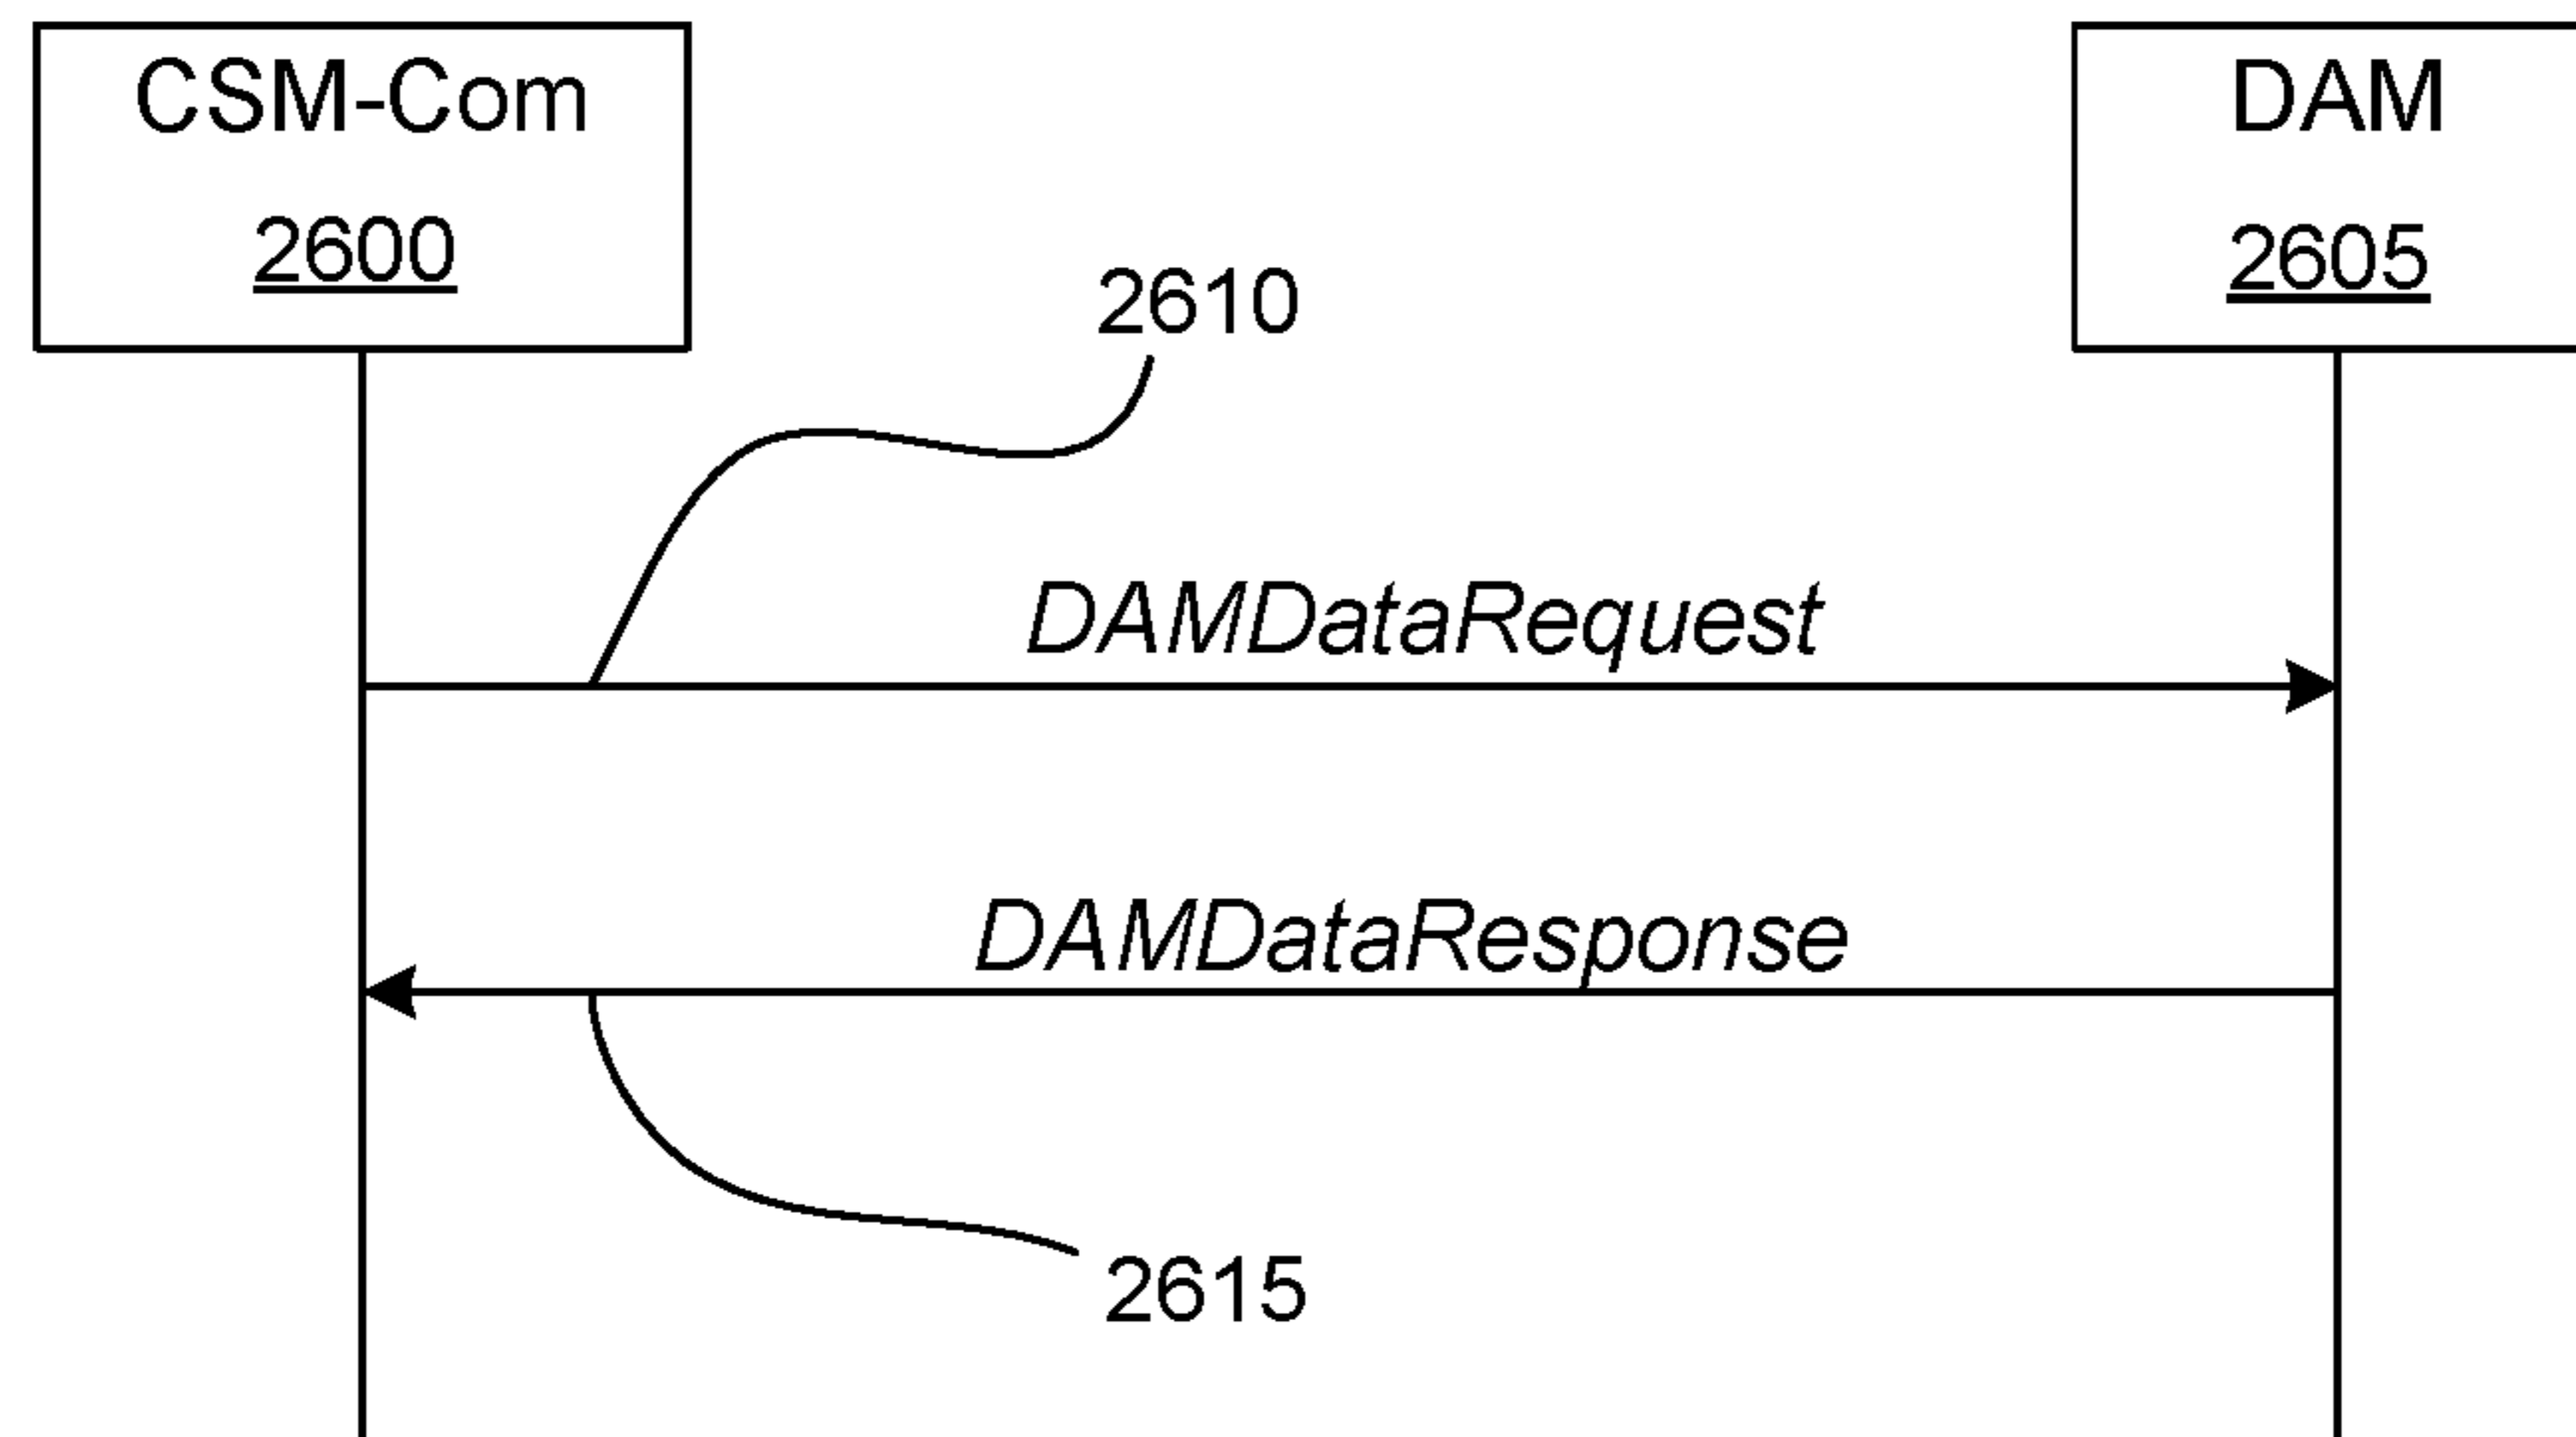 CSM-Com
2600
DAM
2605
2610
DAMDataRequest
DAMDataResponse
2615